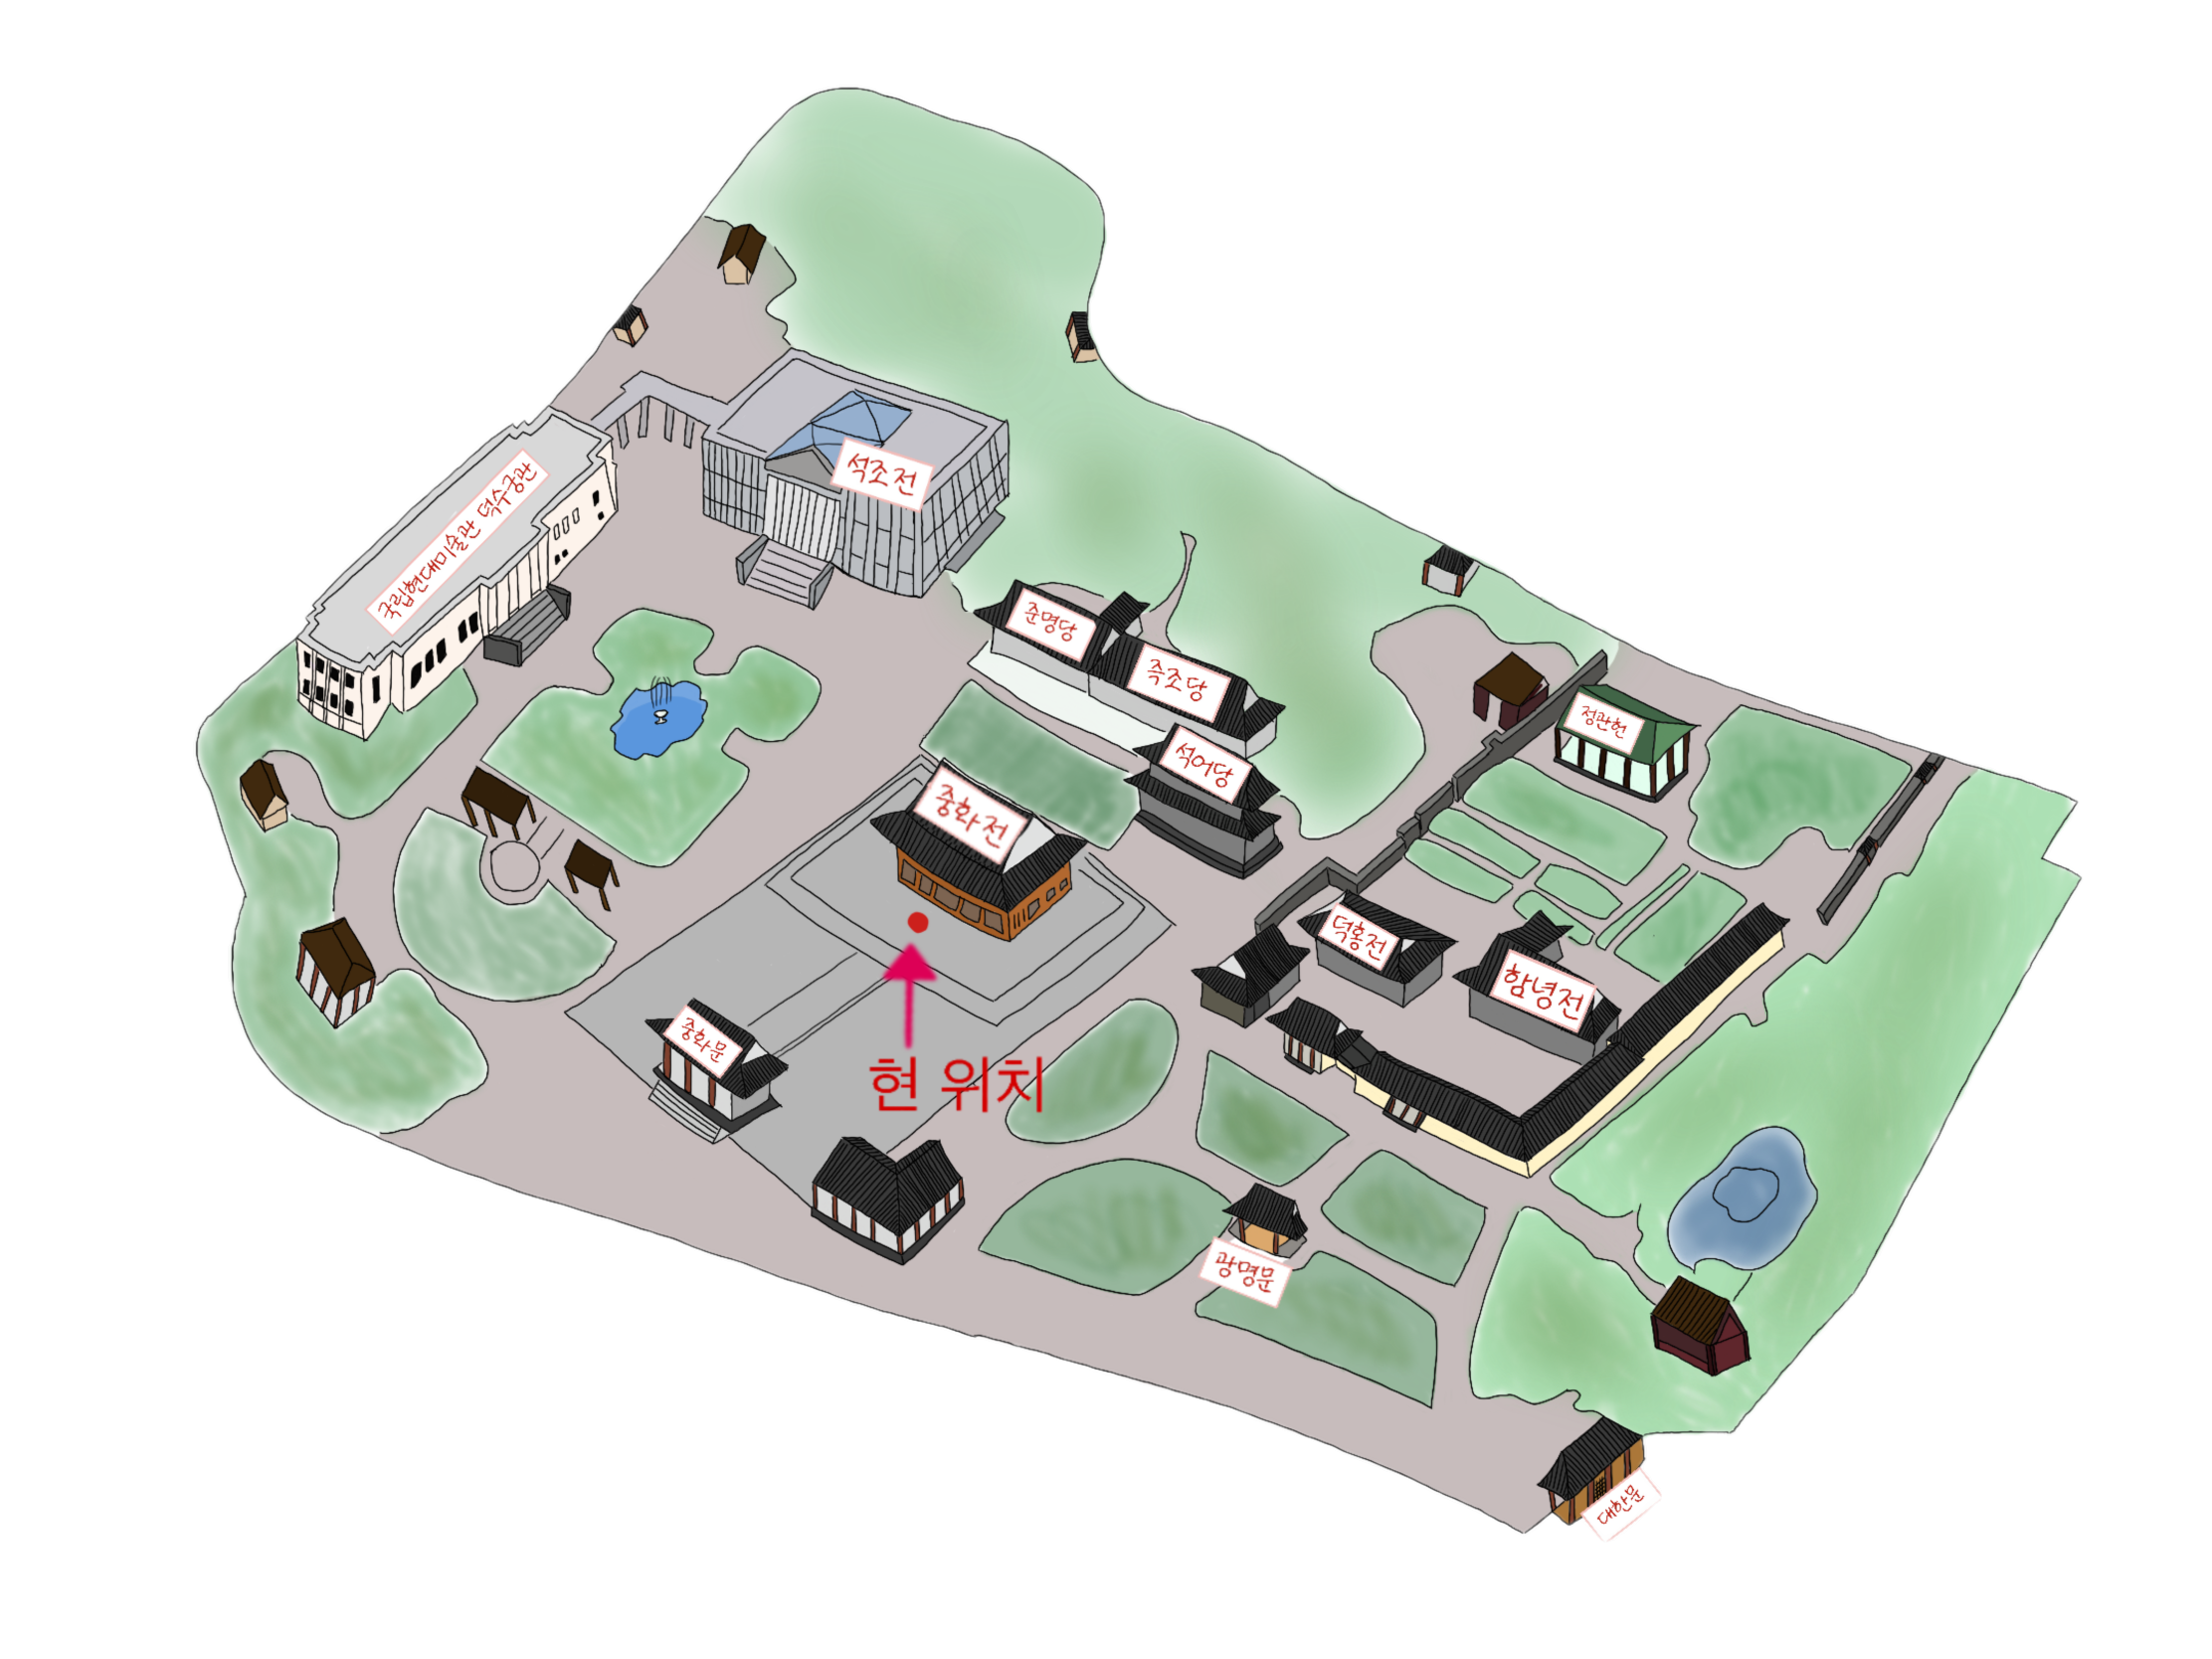 석조전
국립현대미술관 덕수궁관
준명당
즉조당
정관헌
석어당
중화전
덕홍전
함녕전
중화문
현 위치
광명문
대한문